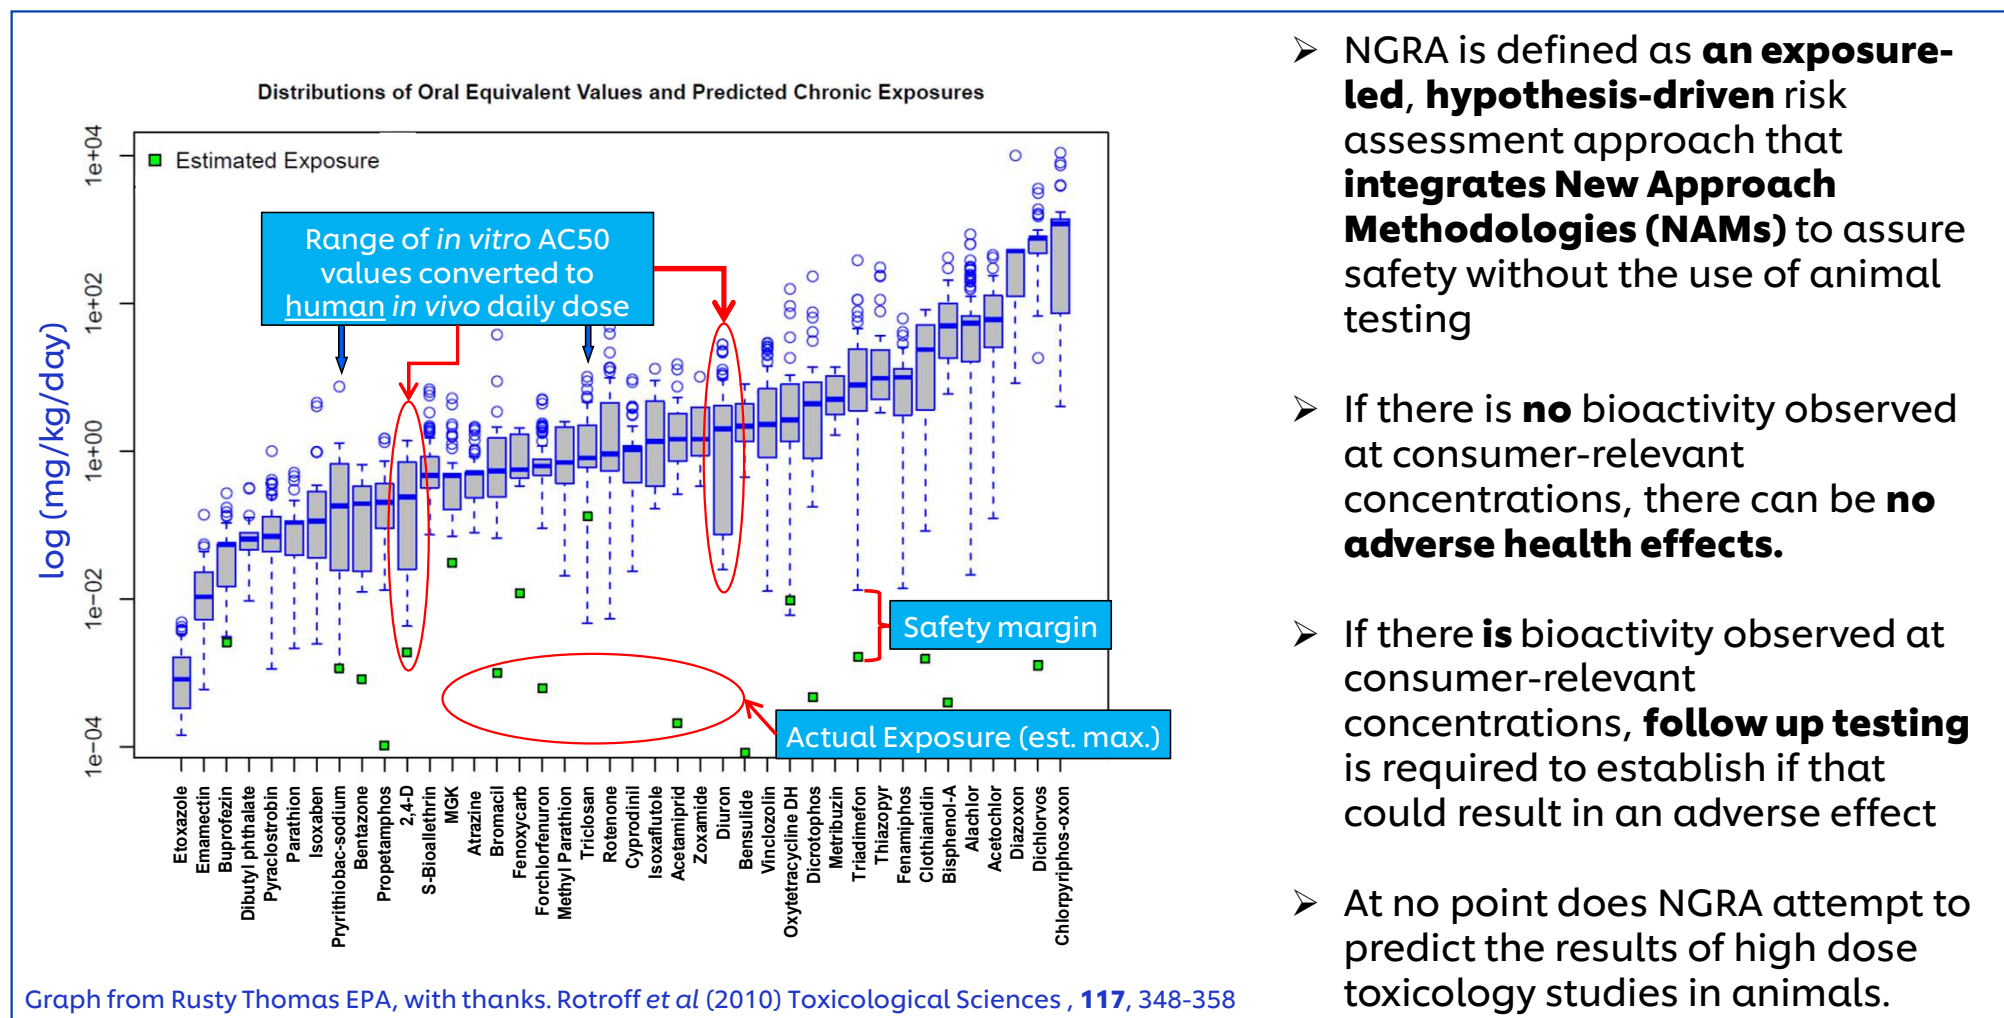 Distributions of Oral Equivalent Values and Predicted Chronic Exposures
Estimated Exposure
log (mg/kg/day)
1e+04
1e+02
1e+00
1e-02
1e-04
Range of in vitro AC50
values converted to
human in vivo daily dose
Safety margin
Actual Exposure (est. max.)
Etoxazole
Emamectin
Buprofezin
Dibutyl phthalate
Pyraclostrobin
Parathion
Isoxaben
Pryrithiobac-sodium
Bentazone
Propetamphos
2,4-D
S-Bioallethrin
MGK
Atrazine
Bromacil
Fenoxycarb
Forchlorfenuron
Methyl Parathion
Triclosan
Rotenone
Cyprodinil
Isoxaflutole
Acetamiprid
Zoxamide
Diuron
Bensulide
Vinclozolin
Oxytetracycline DH
Dicrotophos
Metribuzin
Triadimefon
Thiazopyr
Fenamiphos
Clothianidin
Bisphenol-A
Alachlor
Acetochlor
Diazoxon
Dichlorvos
Chlorpyriphos-oxon
Graph from Rusty Thomas EPA, with thanks. Rotroff et al (2010) Toxicological Sciences , 117, 348-358
➢ NGRA is defined as an exposure-
led, hypothesis-driven risk
assessment approach that
integrates New Approach
Methodologies (NAMs) to assure
safety without the use of animal
testing
➢ If there is no bioactivity observed
at consumer-relevant
concentrations, there can be no
adverse health effects.
➢ If there is bioactivity observed at
consumer-relevant
concentrations, follow up testing
is required to establish if that
could result in an adverse effect
➢ At no point does NGRA attempt to
predict the results of high dose
toxicology studies in animals.